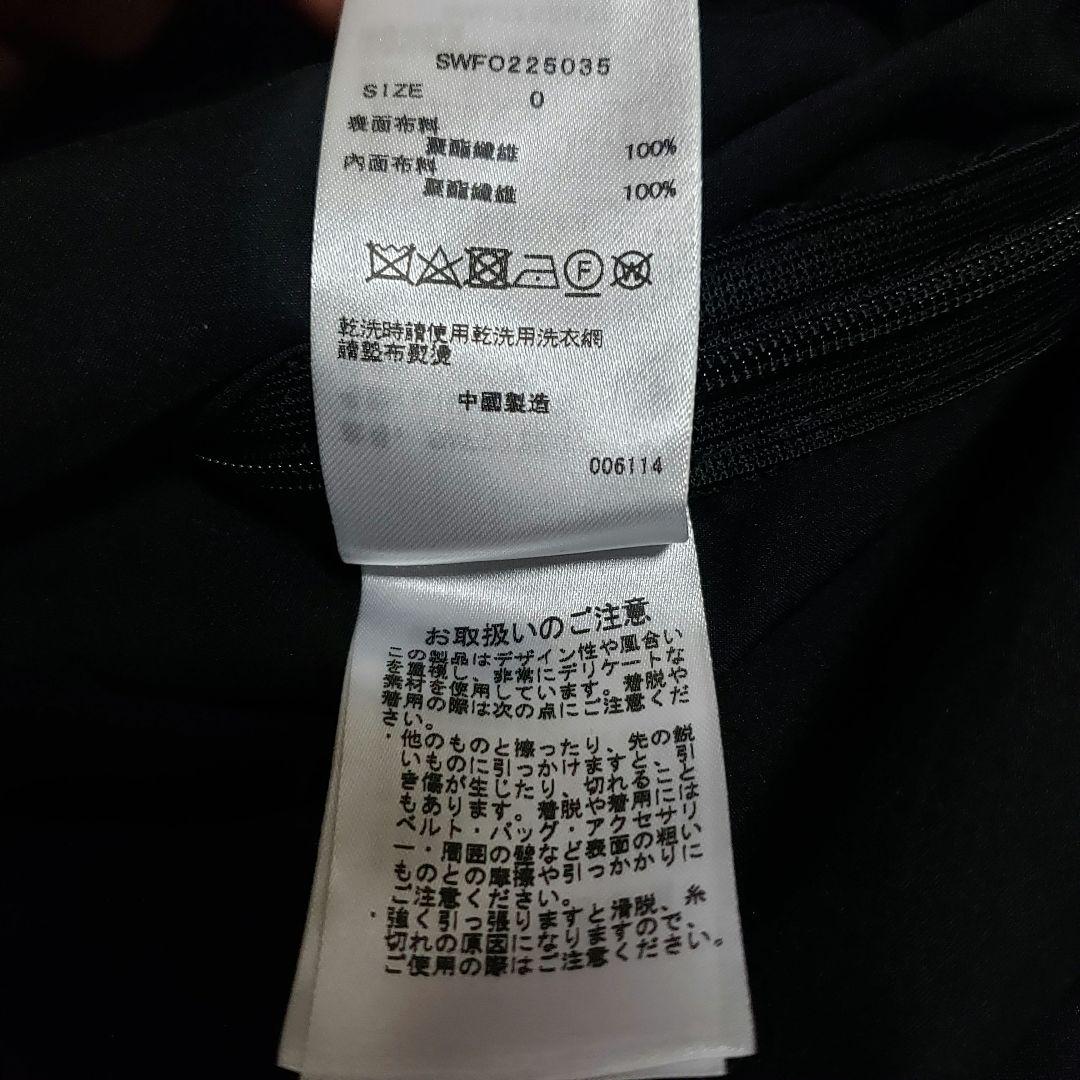 SWFO225035
SIZE 0
表面布料
聚酯纖維 100%
內面布料
聚酯纖維 100%
F
W
乾洗時請使用乾洗用洗衣網
請墊布熨燙
中國製造
006114
お取扱いのご注意
この製品はデザイン性や風合い
を重視し、非常にデリケートな
素材を使用しています。着脱や
着用の際は次の点にご注意くだ
さい。
・他のものと擦ったり、先の鋭
いものに引っかけますと、引
き傷が生じたり、切れること
もあります。着脱や着用には
ベルト・バッグ・アクセサリ
ー・周囲の壁など表面の粗い
ものとの摩擦や引っかかりに
ご注意ください。
・強く引っ張りますと滑脱、糸
切れの原因になりますので、
ご使用の際はご注意ください。